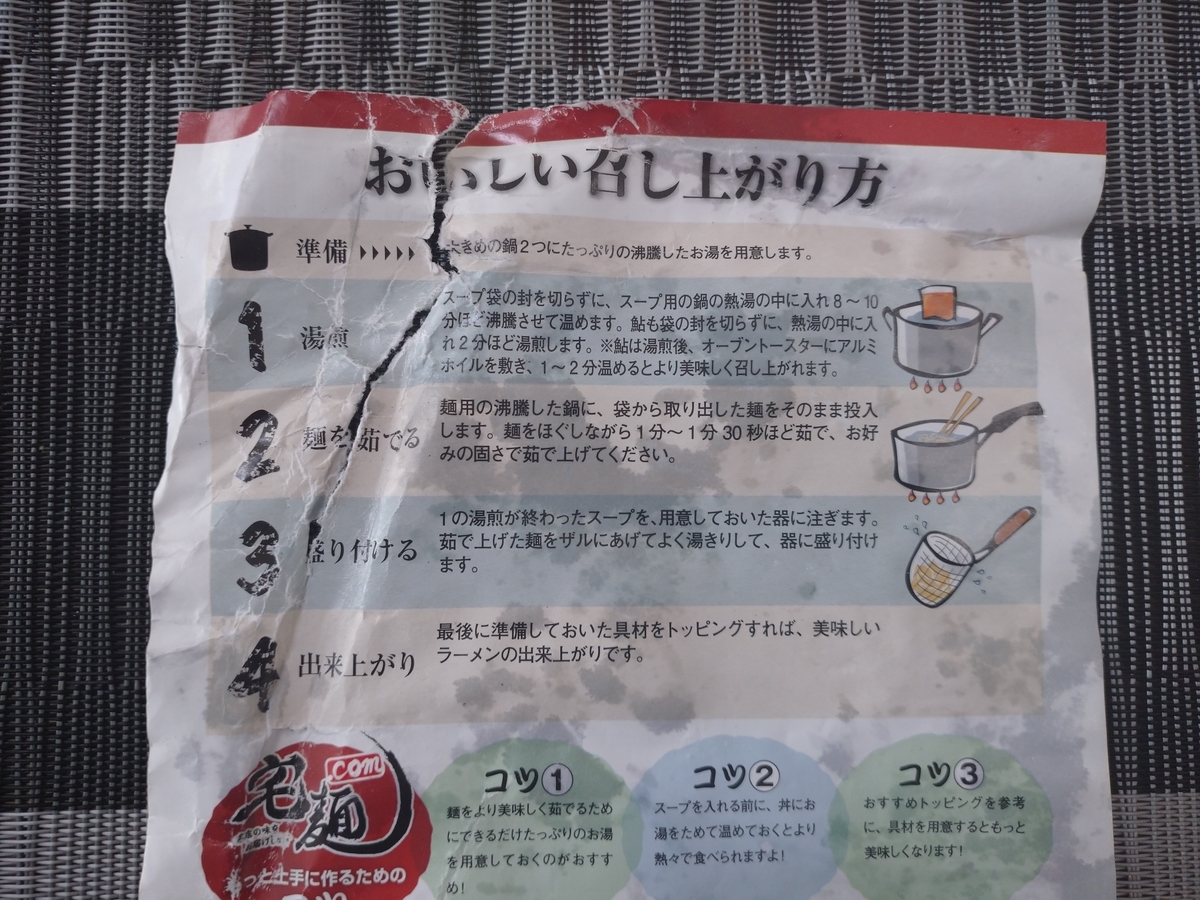 おいしい召し上がり方
準備
大きめの鍋2つにたっぷりの沸騰したお湯を用意します。
1 湯煎
スープ袋の封を切らずに、スープ用の鍋の熱湯の中に入れ8～10
分ほど沸騰させて温めます。鮎も袋の封を切らずに、熱湯の中に入
れ2分ほど湯煎します。※鮎は湯煎後、オーブントースターにアルミ
ホイルを敷き、1～2分温めるとより美味しく召し上がれます。
2 麺を茹でる
麺用の沸騰した鍋に、袋から取り出した麺をそのまま投入
します。麺をほぐしながら1分～1分30秒ほど茹で、お好
みの固さで茹で上げてください。
3 盛り付ける
1の湯煎が終わったスープを、用意しておいた器に注ぎます。
茹で上げた麺をザルにあげてよく湯きりして、器に盛り付け
ます。
4 出来上がり
最後に準備しておいた具材をトッピングすれば、美味しい
ラーメンの出来上がりです。
宅麺.com
っと上手に作るための
コツ①
麺をより美味しく茹でるため
にできるだけたっぷりのお湯
を用意しておくのがおすす
め!
コツ②
スープを入れる前に、丼にお
湯をためて温めておくとより
熱々で食べられますよ!
コツ③
おすすめトッピングを参考
に、具材を用意するともっと
美味しくなります!